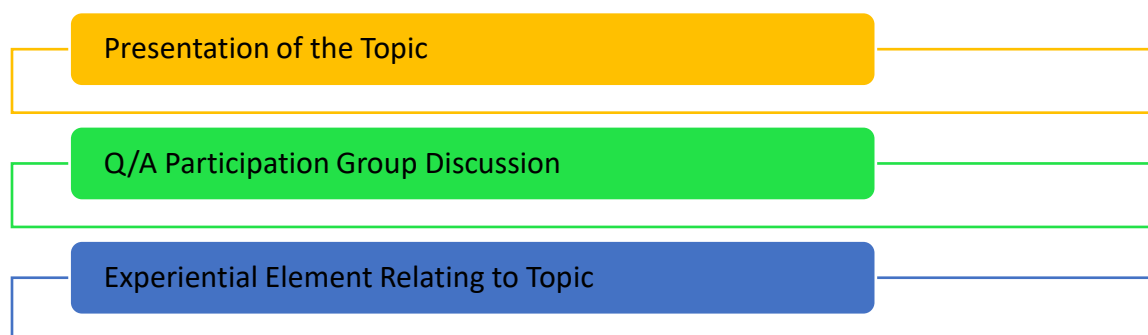 Presentation of the Topic
Q/A Participation Group Discussion
Experiential Element Relating to Topic